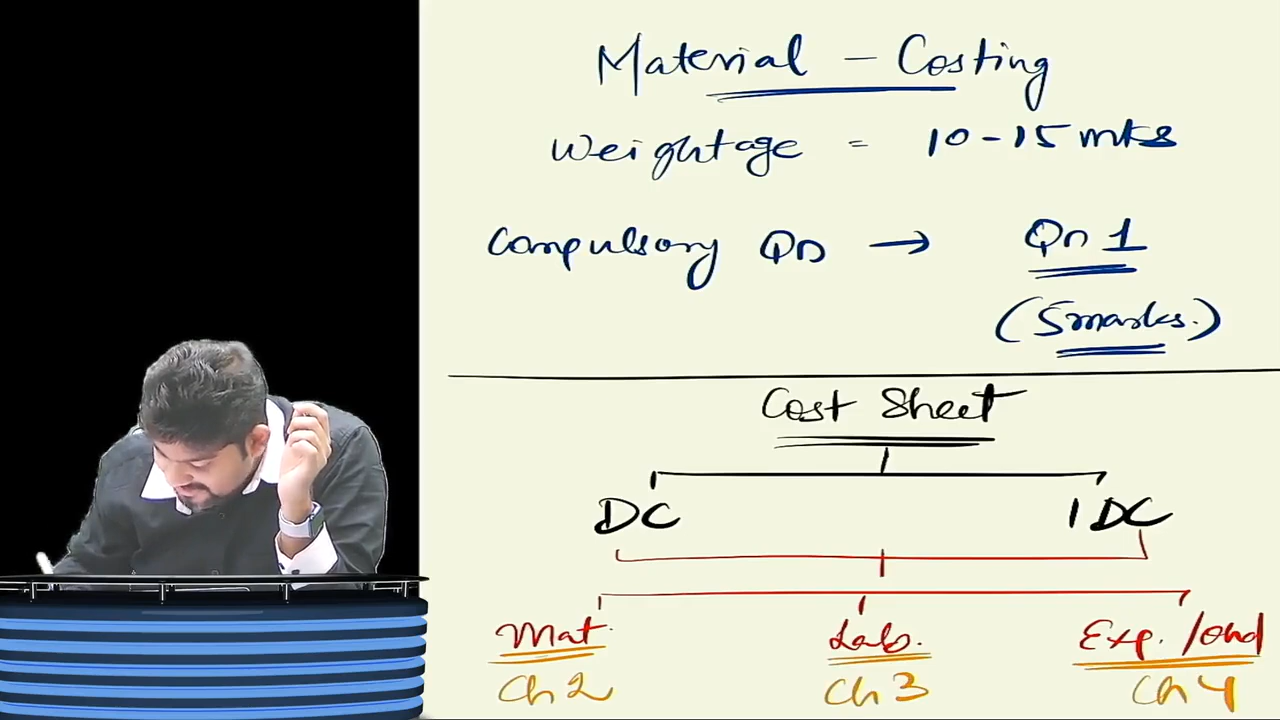 Material - Costing
Weightage = 10-15 mks
Compulsory Qn → Qn 1
(5 marks.)
Cost Sheet
DC IDC
Mat. Lab. Exp. / Ohd
Ch 2 Ch 3 Ch 4